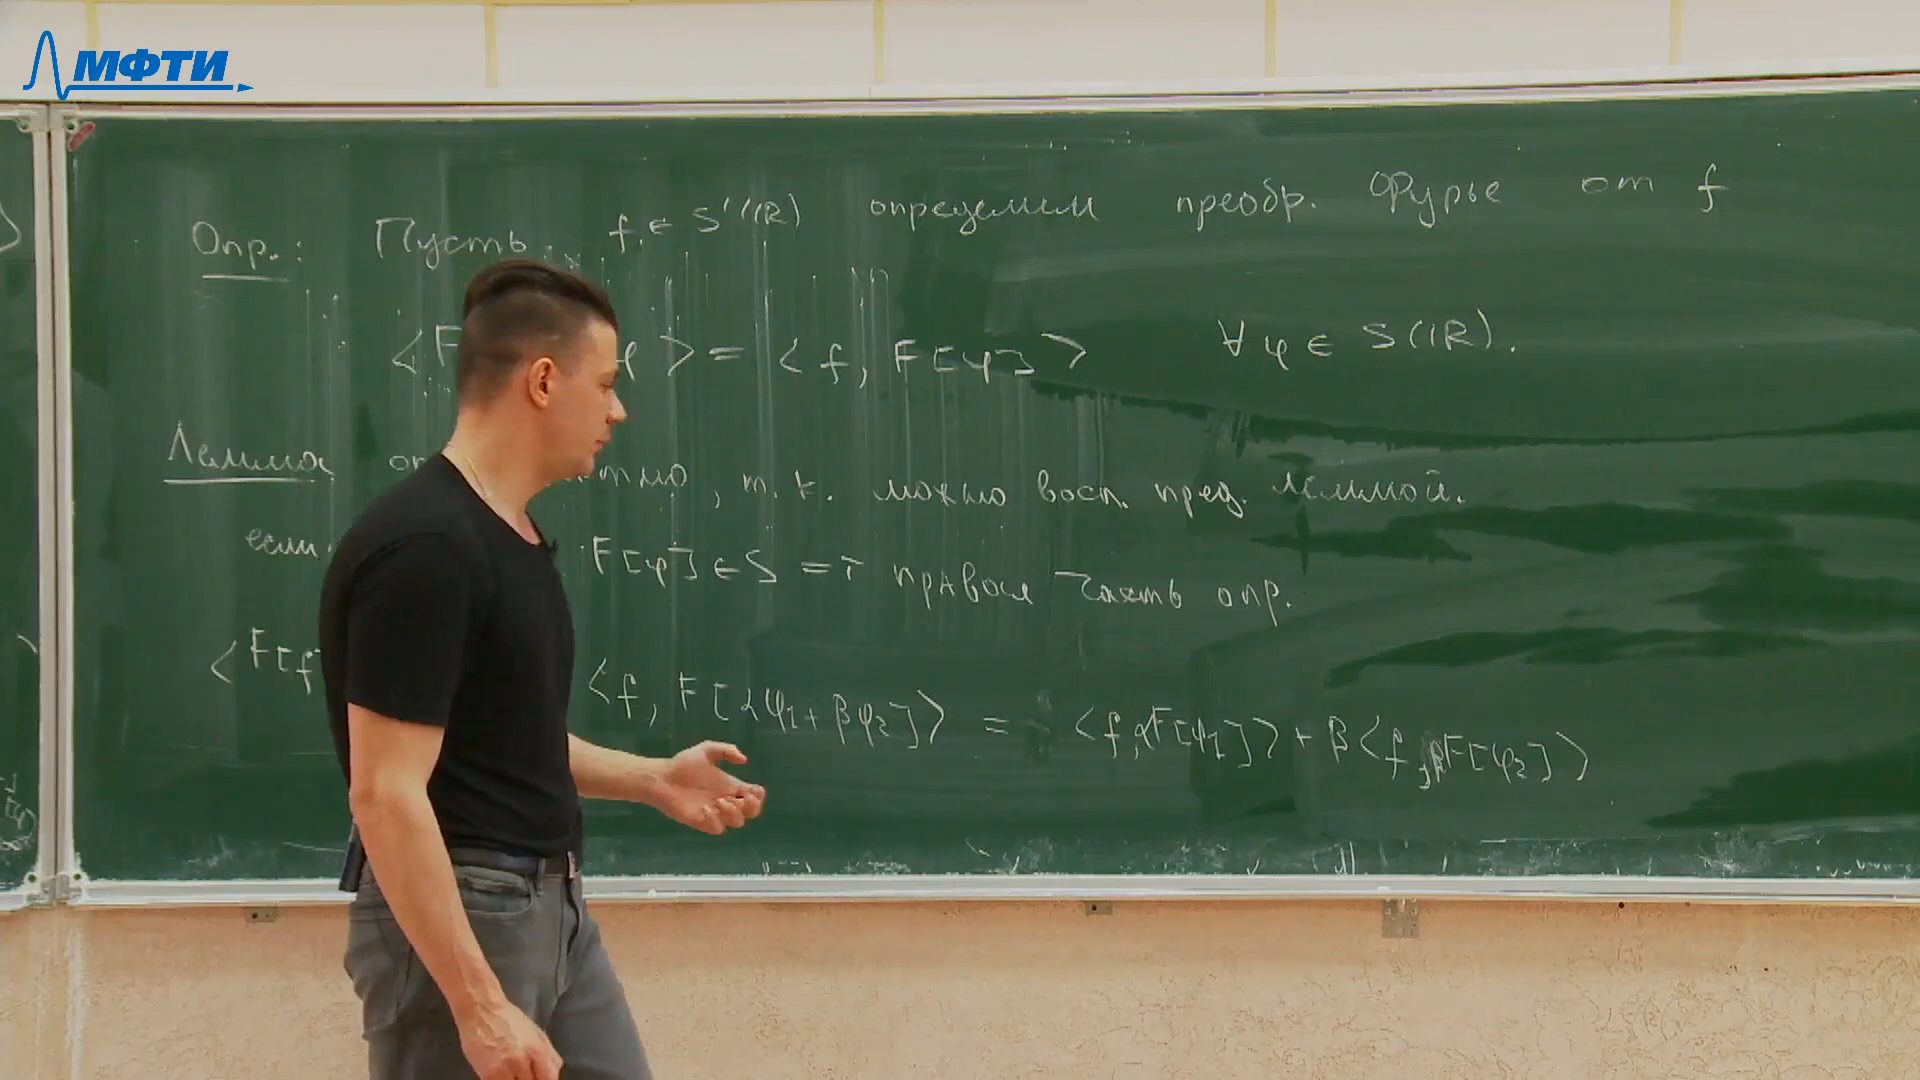 МФТИ
Опр.: Пусть f ∈ S'(ℝ) определим преобр. Фурье от f
<F φ> = <f, F[φ]> ∀φ ∈ S(ℝ).
Лемма , т.к. можно восп. пред. леммой.
если F[φ] ∈ S => правая часть опр.
<F[f <f, F[αφ₁ + βφ₂]> = <f, αF[φ₁]> + β<f, F[φ₂]>